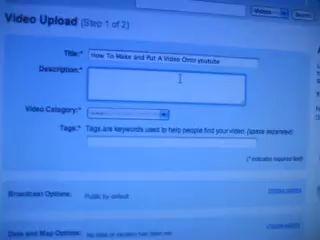 Videos Search
Video Upload (Step 1 of 2)
Title:* How To Make and Put A Video Onto youtube
Description:*
Video Category:*
Tags:* Tags are keywords used to help people find your video. (space separated)
(* indicates required field)
Broadcast Options: Public by default
Date and Map Options: